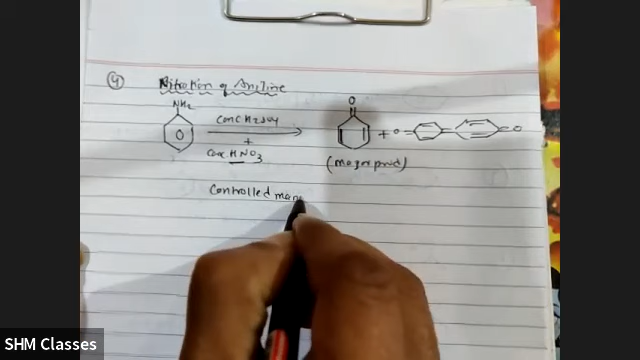 4 Nitration of Aniline
NH2
conc H2SO4
+
conc HNO3
O
+ O O
(major prod)
Controlled man
SHM Classes